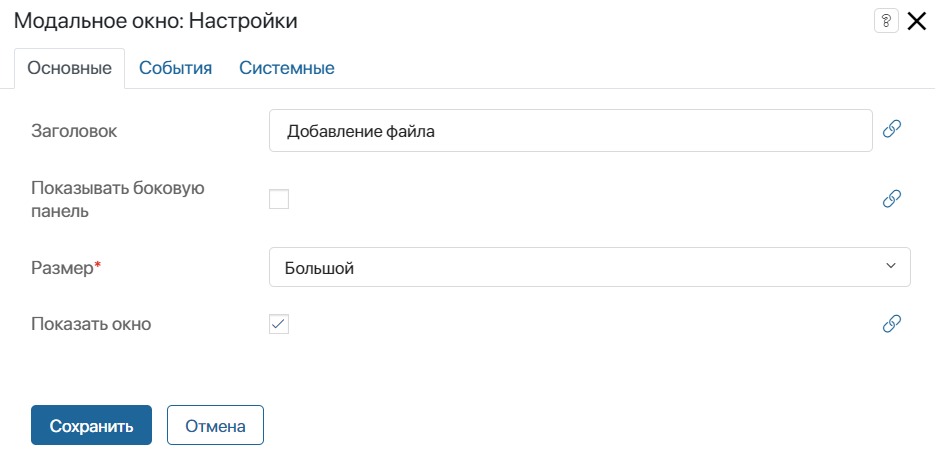 Модальное окно: Настройки
?
Основные События Системные
Заголовок Добавление файла
Показывать боковую
панель
Размер* Большой
Показать окно
Сохранить Отмена